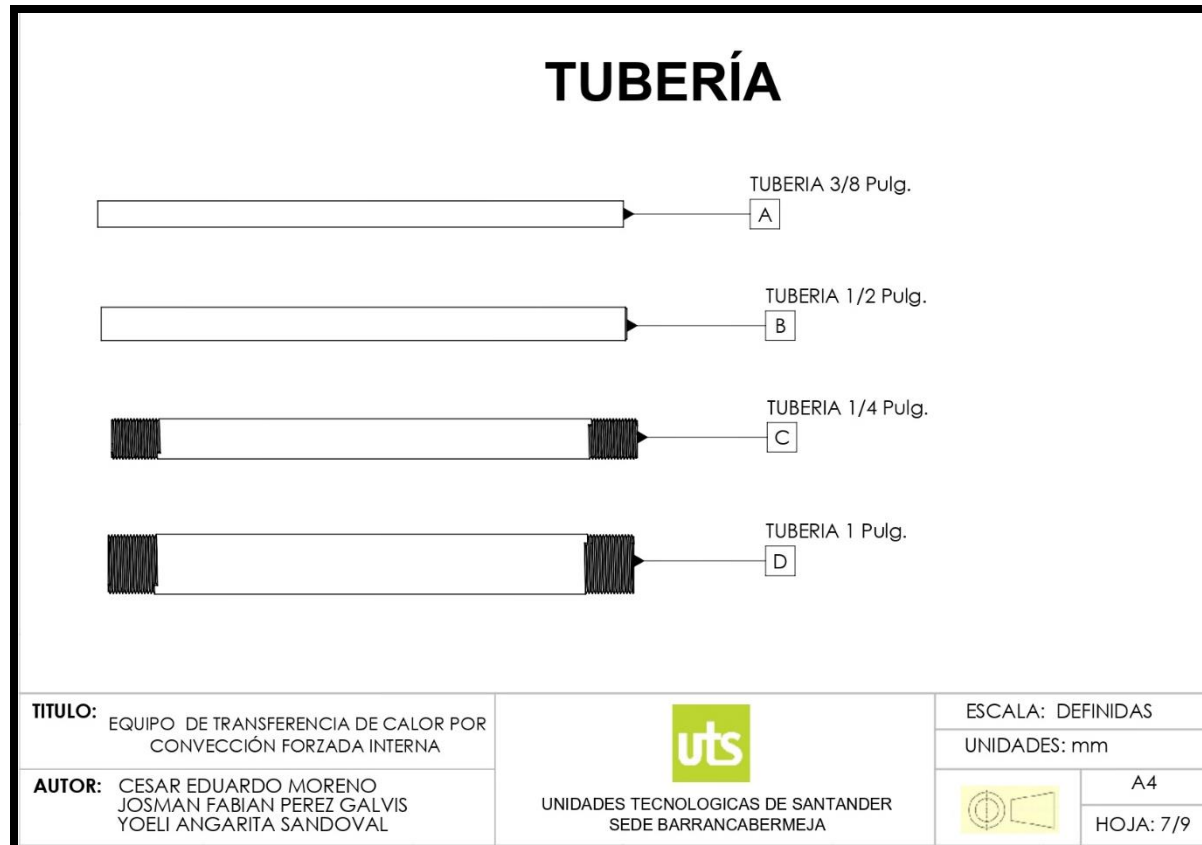 TUBERÍA
TUBERIA 3/8 Pulg.
A
TUBERIA 1/2 Pulg.
B
TUBERIA 1/4 Pulg.
C
TUBERIA 1 Pulg.
D
TITULO:
EQUIPO DE TRANSFERENCIA DE CALOR POR
CONVECCIÓN FORZADA INTERNA
AUTOR: CESAR EDUARDO MORENO
JOSMAN FABIAN PEREZ GALVIS
YOELI ANGARITA SANDOVAL
uts
UNIDADES TECNOLOGICAS DE SANTANDER
SEDE BARRANCABERMEJA
ESCALA: DEFINIDAS
UNIDADES: mm
A4
HOJA: 7/9